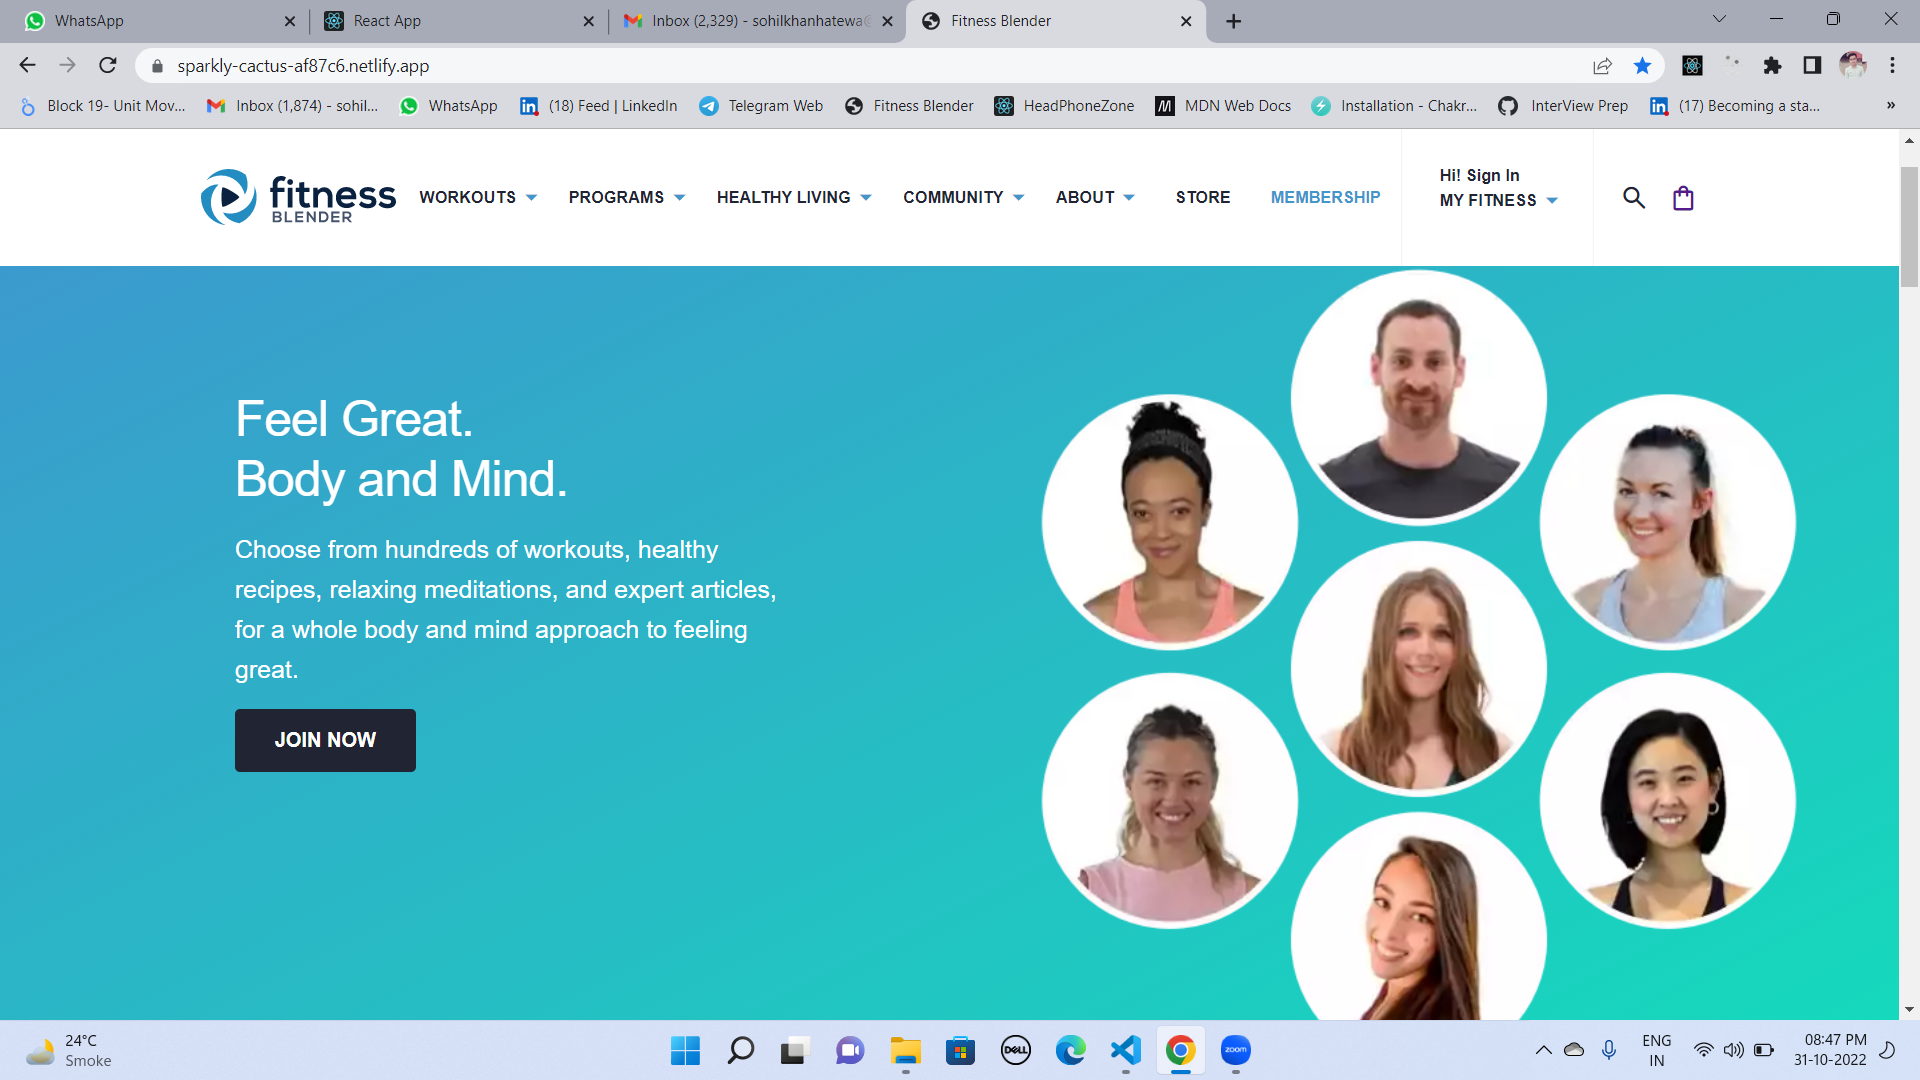 WhatsApp
React App
Inbox (2,329) - sohilkhanhatewa
Fitness Blender
sparkly-cactus-af87c6.netlify.app
Block 19- Unit Mov...
Inbox (1,874) - sohil...
WhatsApp
(18) Feed | LinkedIn
Telegram Web
Fitness Blender
HeadPhoneZone
MDN Web Docs
Installation - Chakr...
InterView Prep
(17) Becoming a sta...
»
fitness
BLENDER
WORKOUTS
PROGRAMS
HEALTHY LIVING
COMMUNITY
ABOUT
STORE
MEMBERSHIP
Hi! Sign In
MY FITNESS
Feel Great.
Body and Mind.
Choose from hundreds of workouts, healthy
recipes, relaxing meditations, and expert articles,
for a whole body and mind approach to feeling
great.
JOIN NOW
24°C
Smoke
DELL
zoom
ENG
IN
08:47 PM
31-10-2022